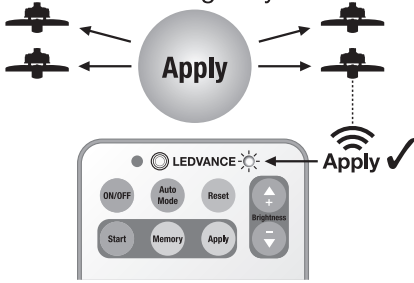 Apply
Apply ✓
LEDVANCE
ON/OFF
Auto
Mode
Reset
+
Brightness
−
Start
Memory
Apply